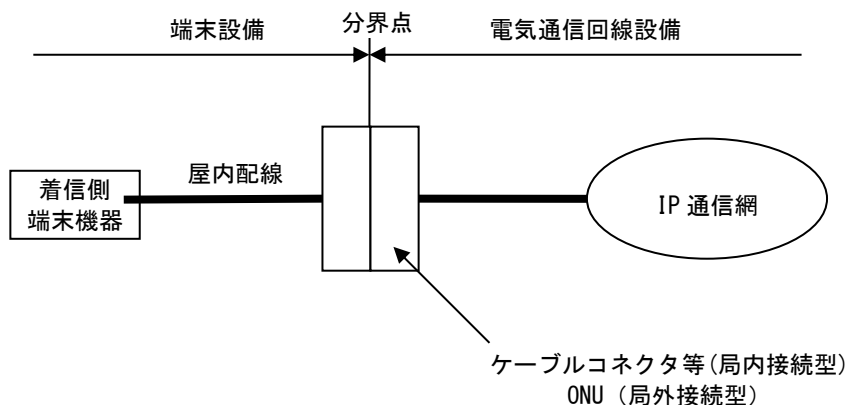 端末設備
分界点
電気通信回線設備
着信側
端末機器
屋内配線
IP 通信網
ケーブルコネクタ等(局内接続型)
ONU (局外接続型)